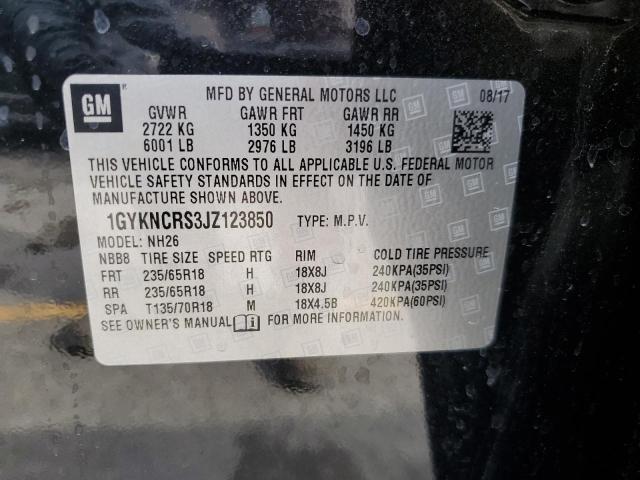 GM
MFD BY GENERAL MOTORS LLC 08/17
GVWR GAWR FRT GAWR RR
2722 KG 1350 KG 1450 KG
6001 LB 2976 LB 3196 LB
THIS VEHICLE CONFORMS TO ALL APPLICABLE U.S. FEDERAL MOTOR
VEHICLE SAFETY STANDARDS IN EFFECT ON THE DATE OF
MANUFACTURE SHOWN ABOVE.
1GYKNCRS3JZ123850 TYPE: M.P.V.
MODEL: NH26
NBB8 TIRE SIZE SPEED RTG RIM COLD TIRE PRESSURE
FRT 235/65R18 H 18X8J 240KPA(35PSI)
RR 235/65R18 H 18X8J 240KPA(35PSI)
SPA T135/70R18 M 18X4.5B 420KPA(60PSI)
SEE OWNER'S MANUAL FOR MORE INFORMATION.